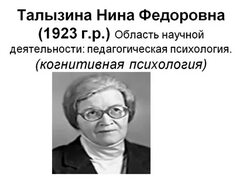 Талызина Нина Федоровна
(1923 г.р.) Область научной
деятельности: педагогическая психология.
(когнитивная психология)